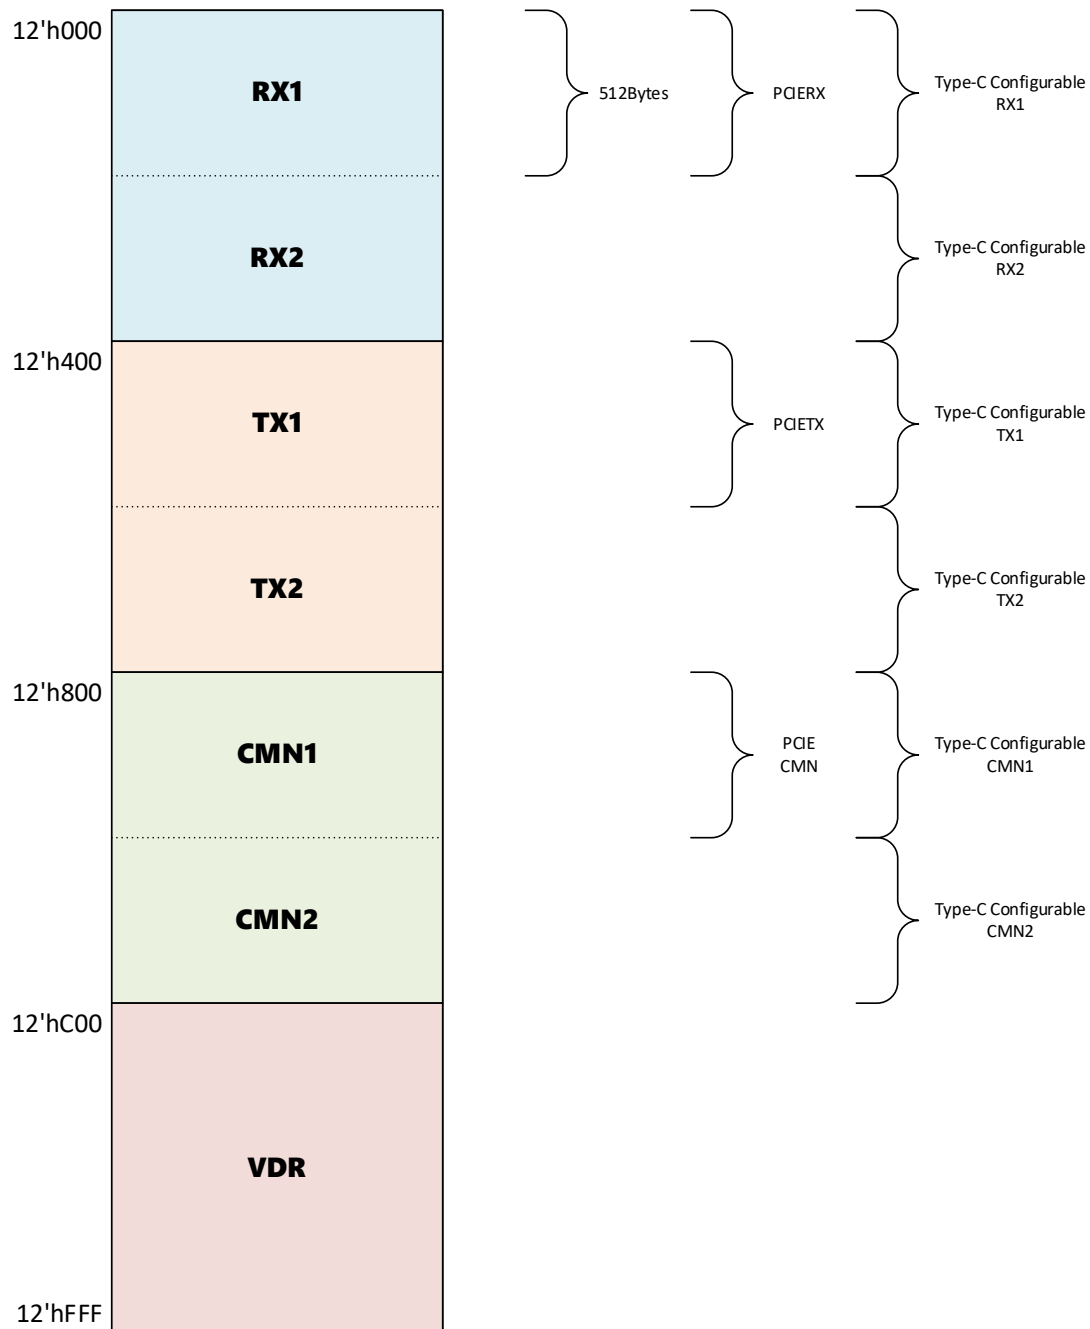 12'h000
RX1
512Bytes
PCIERX
Type-C Configurable
RX1
RX2
Type-C Configurable
RX2
12'h400
TX1
PCIETX
Type-C Configurable
TX1
TX2
Type-C Configurable
TX2
12'h800
CMN1
PCIE
CMN
Type-C Configurable
CMN1
CMN2
Type-C Configurable
CMN2
12'hC00
VDR
12'hFFF